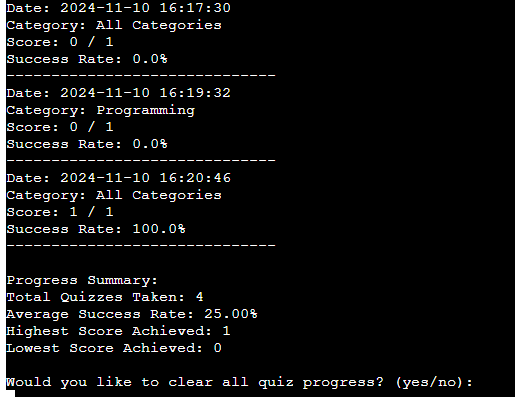 Date: 2024-11-10 16:17:30
Category: All Categories
Score: 0 / 1
Success Rate: 0.0%
------------------------------
Date: 2024-11-10 16:19:32
Category: Programming
Score: 0 / 1
Success Rate: 0.0%
------------------------------
Date: 2024-11-10 16:20:46
Category: All Categories
Score: 1 / 1
Success Rate: 100.0%
------------------------------
Progress Summary:
Total Quizzes Taken: 4
Average Success Rate: 25.00%
Highest Score Achieved: 1
Lowest Score Achieved: 0
Would you like to clear all quiz progress? (yes/no):